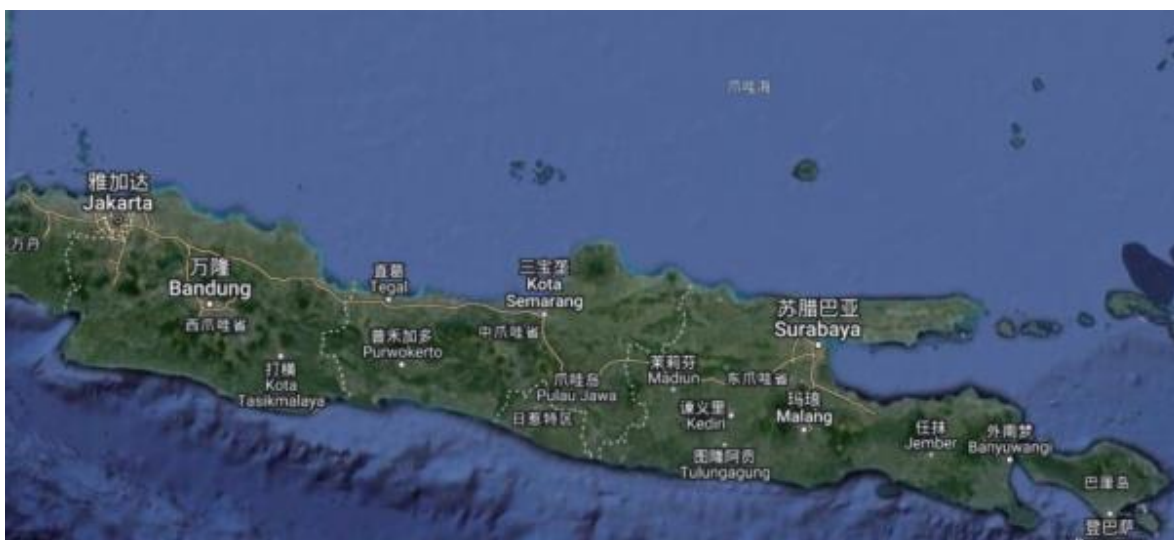 爪哇海
雅加达
Jakarta
万丹
万隆
Bandung
西爪哇省
直葛
Tegal
三宝垄
Kota
Semarang
苏腊巴亚
Surabaya
普禾加多
Purwokerto
中爪哇省
打横
Kota
Tasikmalaya
爪哇岛
Pulau Jawa
日惹特区
茉莉芬
Madiun
东爪哇省
谏义里
Kediri
玛琅
Malang
图隆阿贡
Tulungagung
任抹
Jember
外南梦
Banyuwangi
巴厘岛
登巴萨